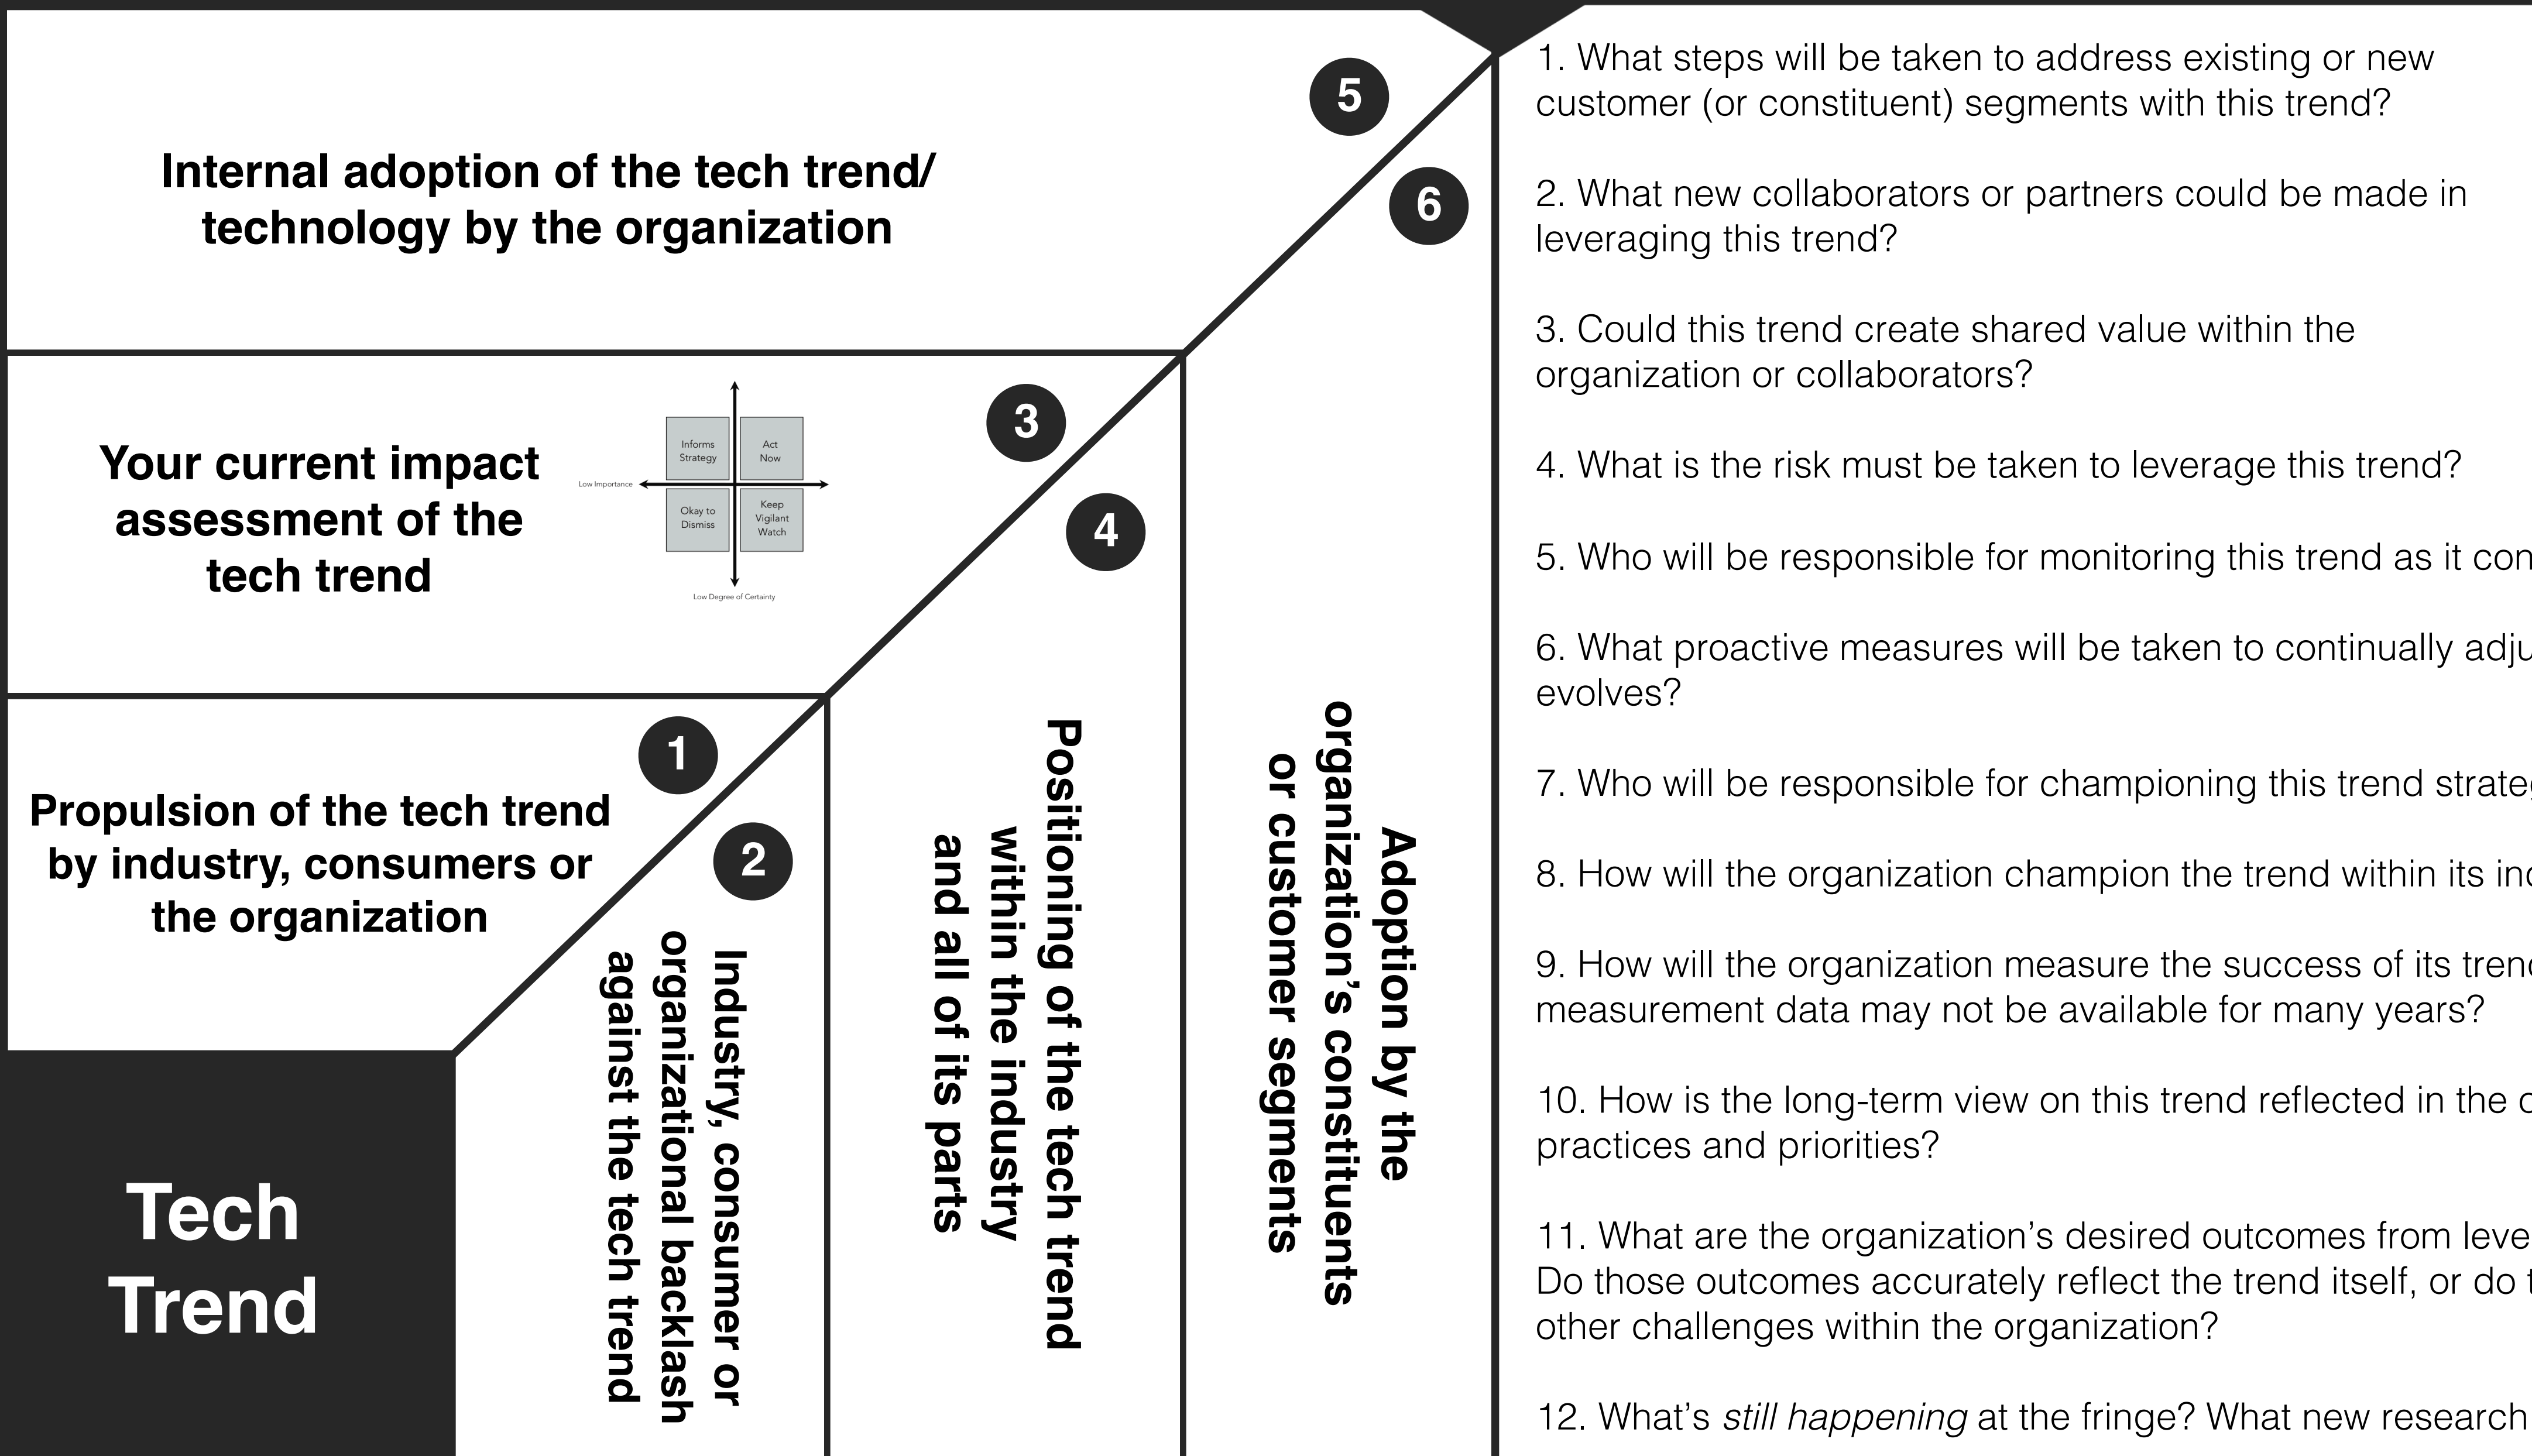 5
6
Internal adoption of the tech trend/
technology by the organization
Your current impact
assessment of the
tech trend
Informs
Strategy
Act
Now
Low Importance
Okay to
Dismiss
Keep
Vigilant
Watch
Low Degree of Certainty
3
4
1
2
Propulsion of the tech trend
by industry, consumers or
the organization
Tech
Trend
Industry, consumer or
organizational backlash
against the tech trend
Positioning of the tech trend
within the industry
and all of its parts
Adoption by the
organization’s constituents
or customer segments
1. What steps will be taken to address existing or new
customer (or constituent) segments with this trend?
2. What new collaborators or partners could be made in
leveraging this trend?
3. Could this trend create shared value within the
organization or collaborators?
4. What is the risk must be taken to leverage this trend?
5. Who will be responsible for monitoring this trend as it
6. What proactive measures will be taken to continually
evolves?
7. Who will be responsible for championing this trend
8. How will the organization champion the trend within its
9. How will the organization measure the success of its
measurement data may not be available for many years?
10. How is the long-term view on this trend reflected in the
practices and priorities?
11. What are the organization’s desired outcomes from
Do those outcomes accurately reflect the trend itself, or do
other challenges within the organization?
12. What’s still happening at the fringe? What new research